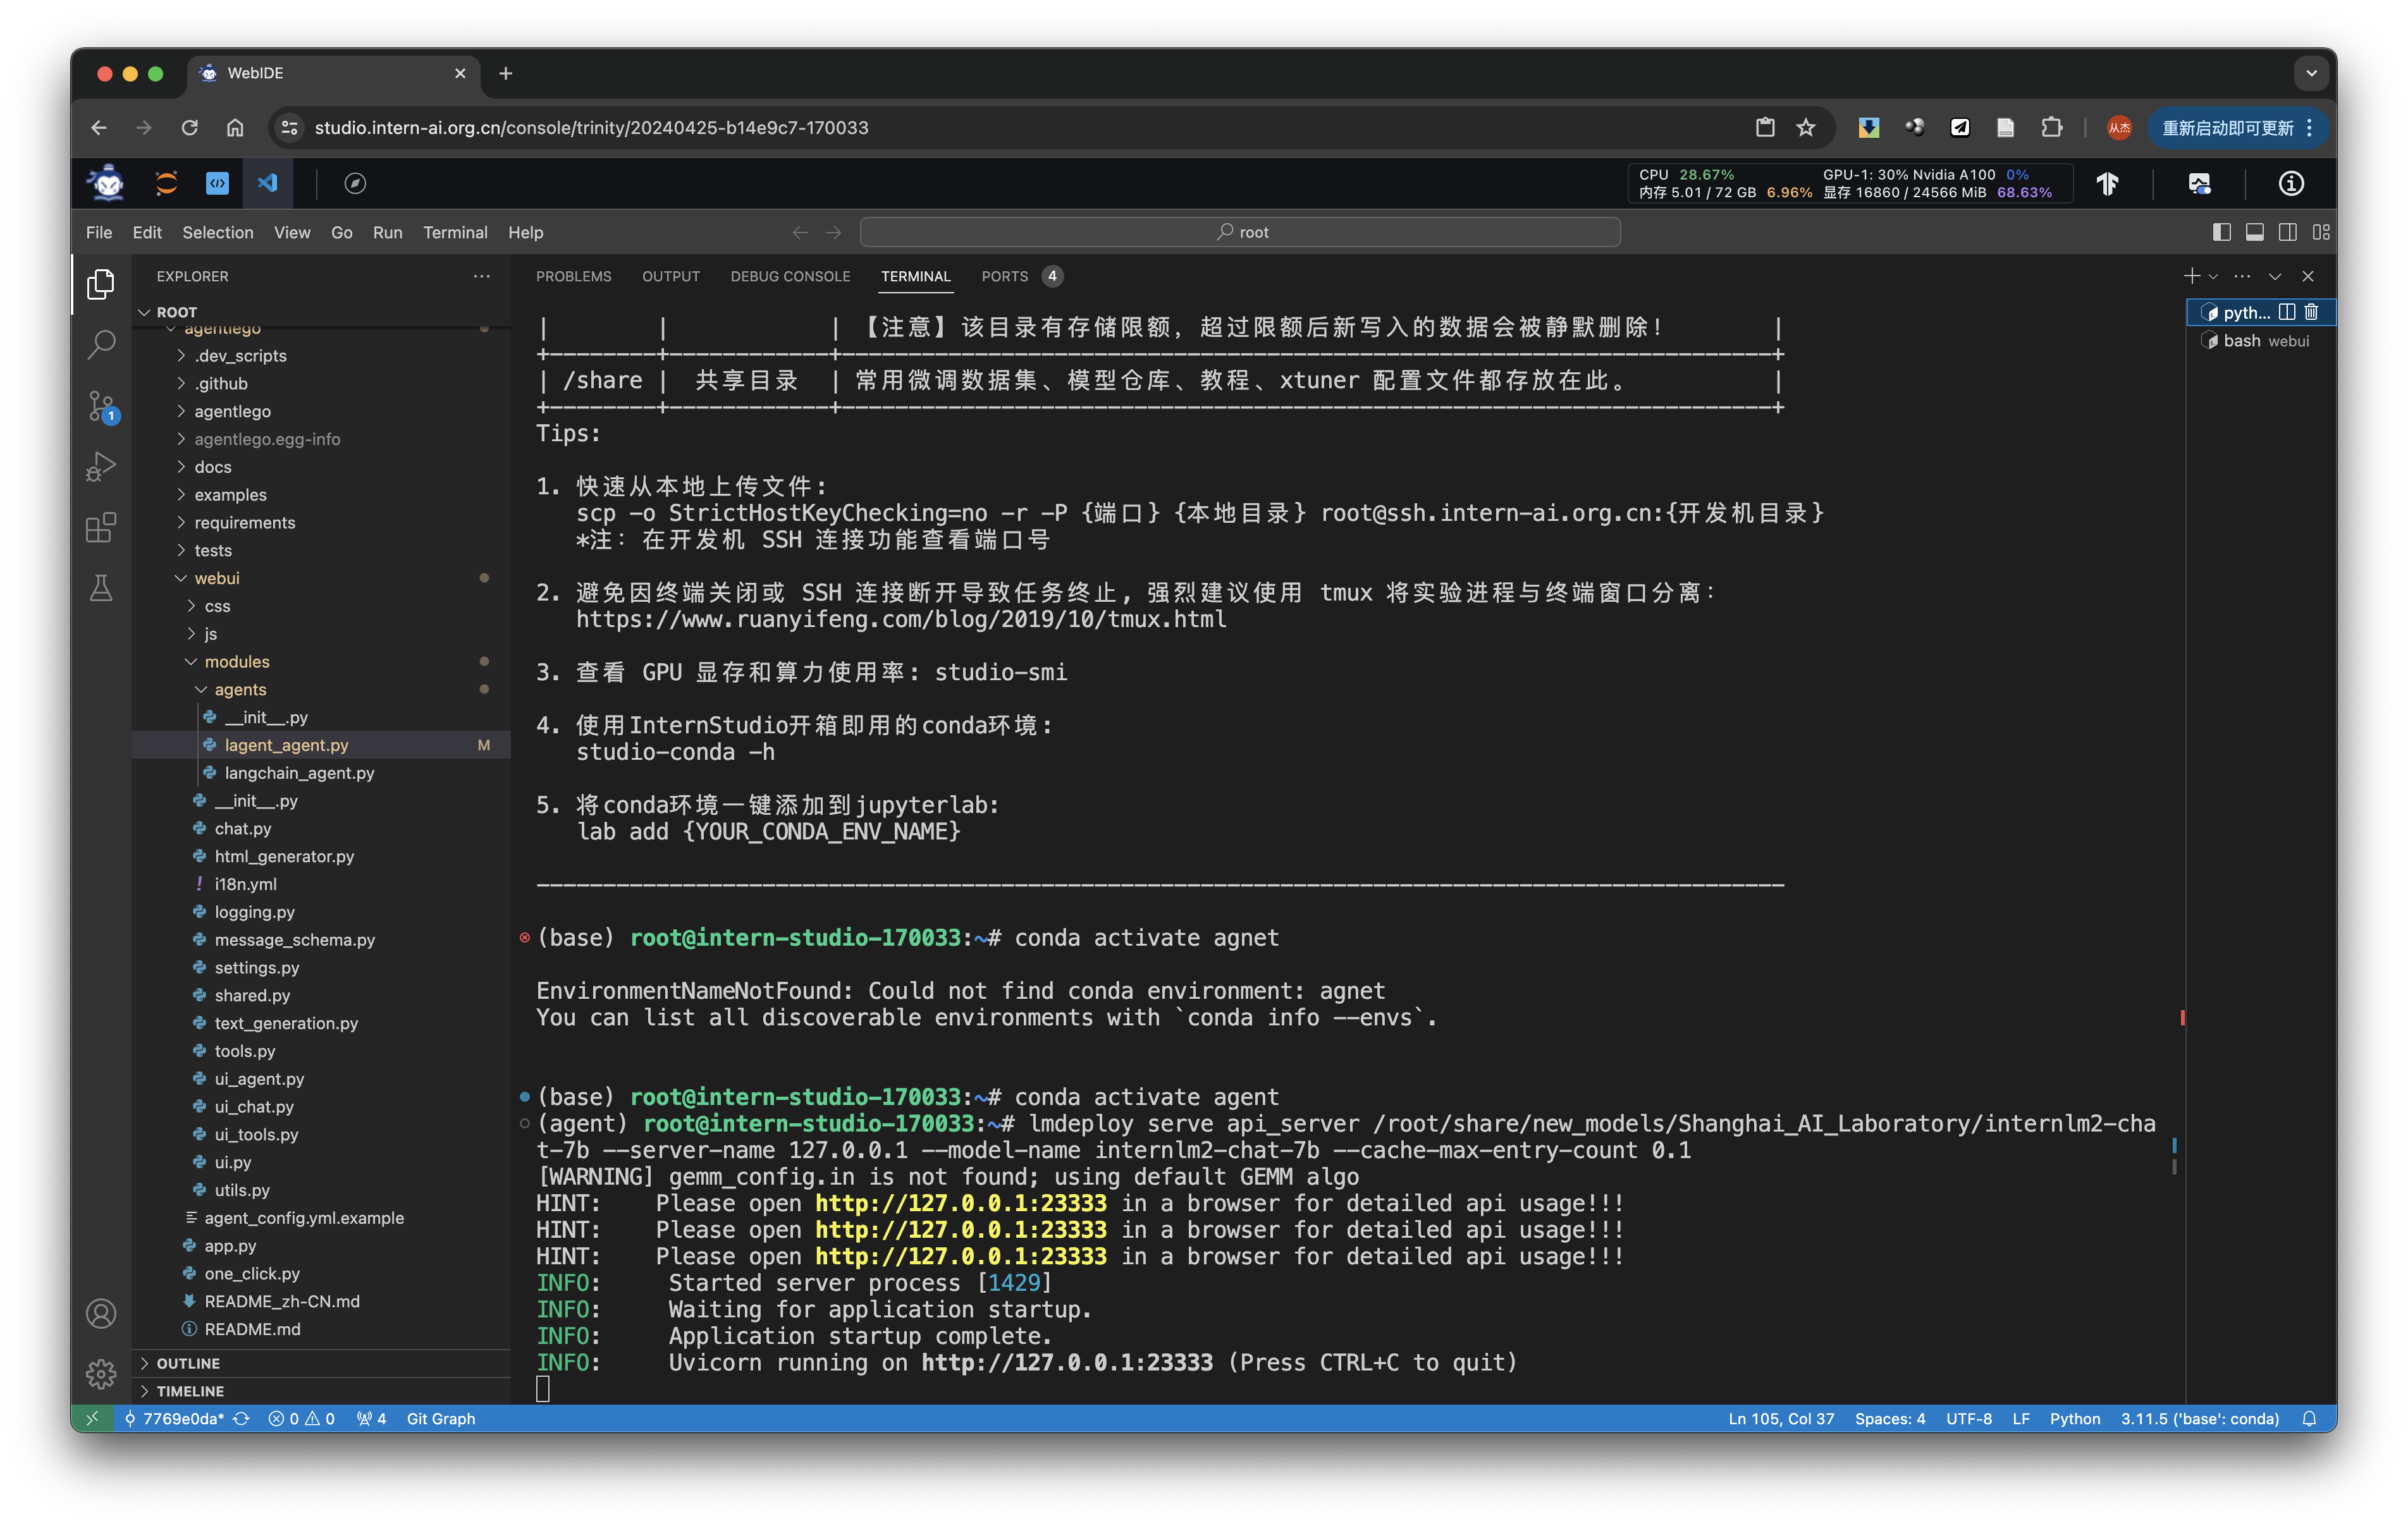 WebIDE
studio.intern-ai.org.cn/console/trinity/20240425-b14e9c7-170033
从杰
重新启动即可更新
CPU 28.67% GPU-1: 30% Nvidia A100 0%
内存 5.01 / 72 GB 6.96% 显存 16860 / 24566 MiB 68.63%
File Edit Selection View Go Run Terminal Help
root
EXPLORER
ROOT
agentlego
.dev_scripts
.github
agentlego
agentlego.egg-info
docs
examples
requirements
tests
webui
css
js
modules
agents
__init__.py
lagent_agent.py M
langchain_agent.py
__init__.py
chat.py
html_generator.py
i18n.yml
logging.py
message_schema.py
settings.py
shared.py
text_generation.py
tools.py
ui_agent.py
ui_chat.py
ui_tools.py
ui.py
utils.py
agent_config.yml.example
app.py
one_click.py
README_zh-CN.md
README.md
OUTLINE
TIMELINE
1
PROBLEMS OUTPUT DEBUG CONSOLE TERMINAL PORTS 4
| | | 【注意】该目录有存储限额，超过限额后新写入的数据会被静默删除！ |
+--------+------------+----------------------------------------------------------------------+
| /share | 共享目录 | 常用微调数据集、模型仓库、教程、xtuner 配置文件都存放在此。 |
+--------+------------+----------------------------------------------------------------------+
Tips:
1. 快速从本地上传文件：
scp -o StrictHostKeyChecking=no -r -P {端口} {本地目录} root@ssh.intern-ai.org.cn:{开发机目录}
*注：在开发机 SSH 连接功能查看端口号
2. 避免因终端关闭或 SSH 连接断开导致任务终止，强烈建议使用 tmux 将实验进程与终端窗口分离：
https://www.ruanyifeng.com/blog/2019/10/tmux.html
3. 查看 GPU 显存和算力使用率：studio-smi
4. 使用InternStudio开箱即用的conda环境：
studio-conda -h
5. 将conda环境一键添加到jupyterlab:
lab add {YOUR_CONDA_ENV_NAME}
----------------------------------------------------------------------------------------------
(base) root@intern-studio-170033:~# conda activate agnet
EnvironmentNameNotFound: Could not find conda environment: agnet
You can list all discoverable environments with `conda info --envs`.
(base) root@intern-studio-170033:~# conda activate agent
(agent) root@intern-studio-170033:~# lmdeploy serve api_server /root/share/new_models/Shanghai_AI_Laboratory/internlm2-cha
t-7b --server-name 127.0.0.1 --model-name internlm2-chat-7b --cache-max-entry-count 0.1
[WARNING] gemm_config.in is not found; using default GEMM algo
HINT: Please open http://127.0.0.1:23333 in a browser for detailed api usage!!!
HINT: Please open http://127.0.0.1:23333 in a browser for detailed api usage!!!
HINT: Please open http://127.0.0.1:23333 in a browser for detailed api usage!!!
INFO: Started server process [1429]
INFO: Waiting for application startup.
INFO: Application startup complete.
INFO: Uvicorn running on http://127.0.0.1:23333 (Press CTRL+C to quit)
pyth...
bash webui
7769e0da* 0 0 4 Git Graph
Ln 105, Col 37 Spaces: 4 UTF-8 LF Python 3.11.5 ('base': conda)